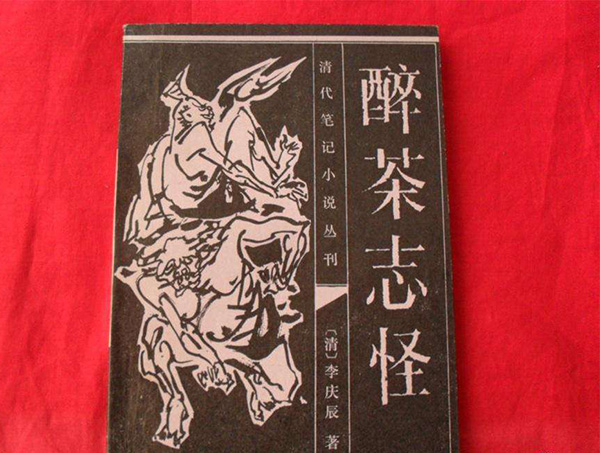 醉茶志怪
清代笔记小说丛刊
〔清〕李庆辰 著